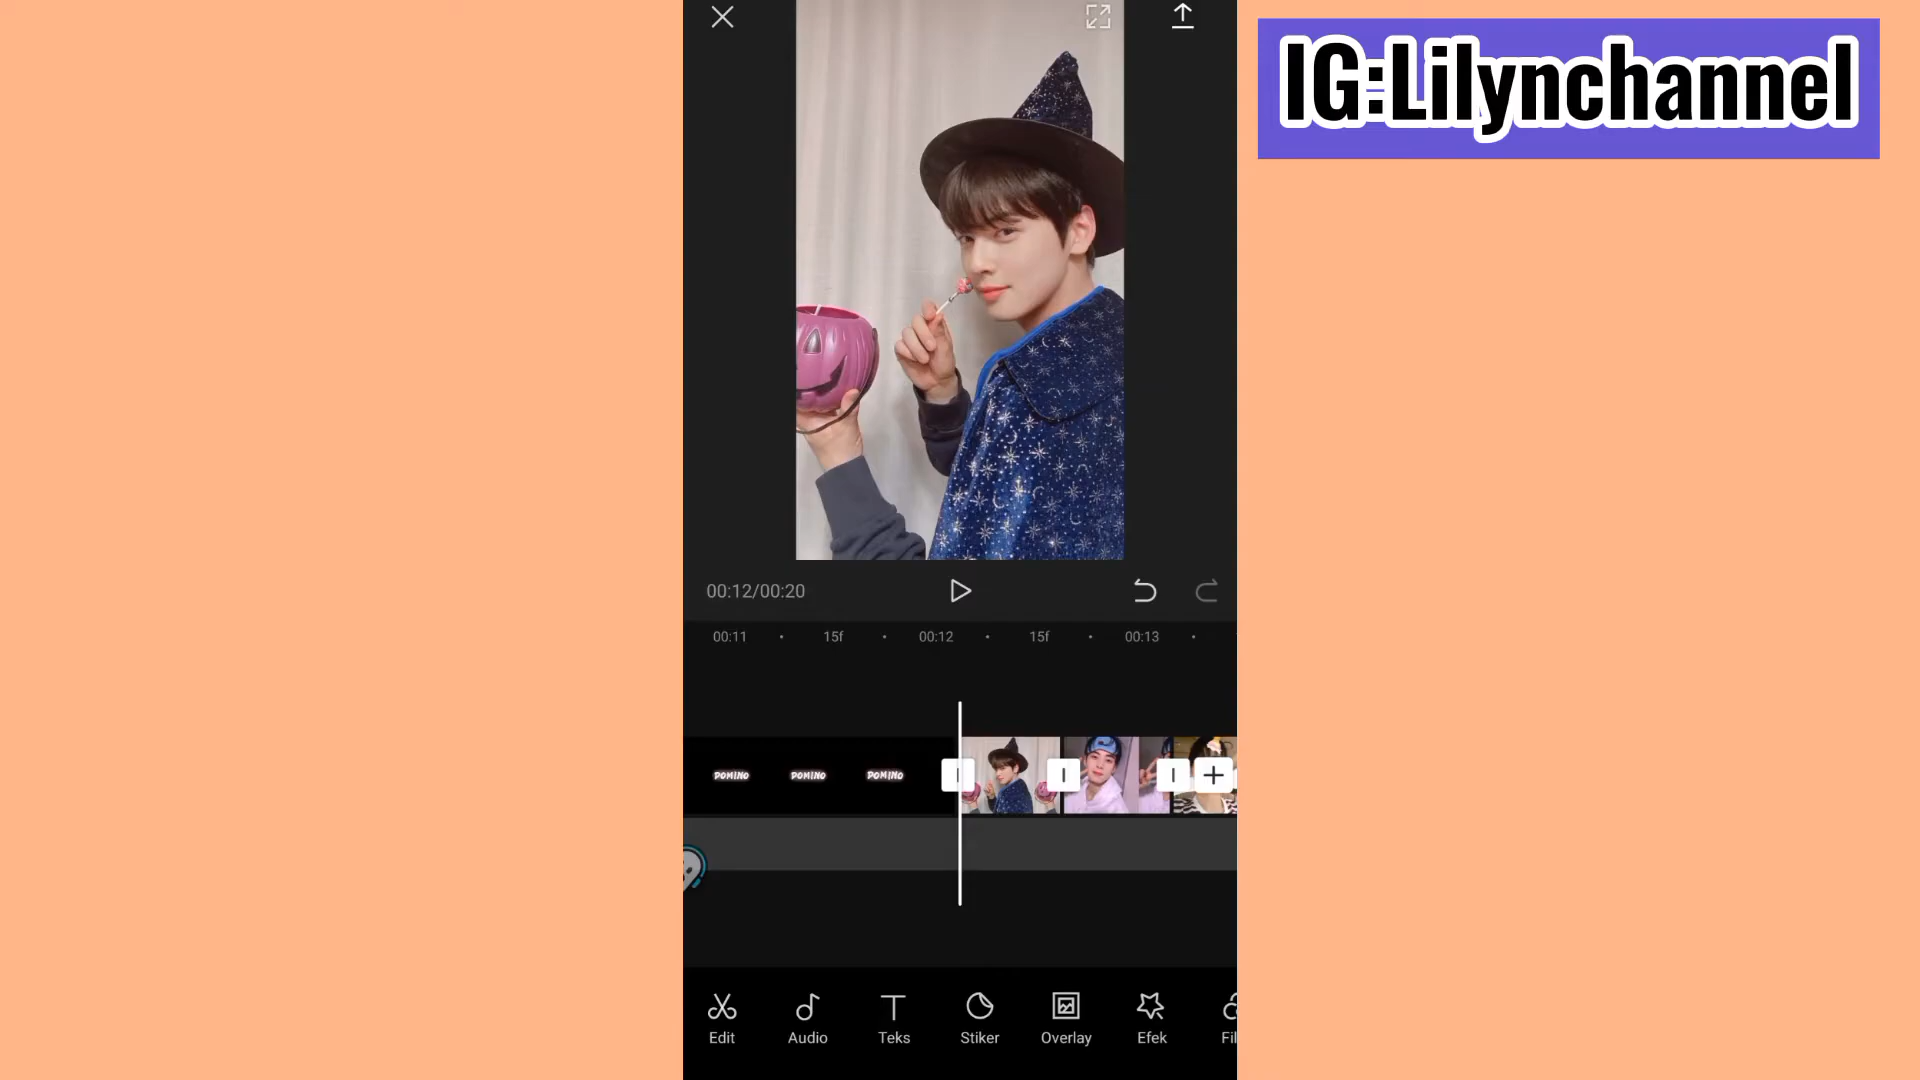 IG:Lilynchannel
00:12/00:20
00:11 15f 00:12 15f 00:13
DOMINO DOMINO DOMINO
Edit Audio Teks Stiker Overlay Efek Fil